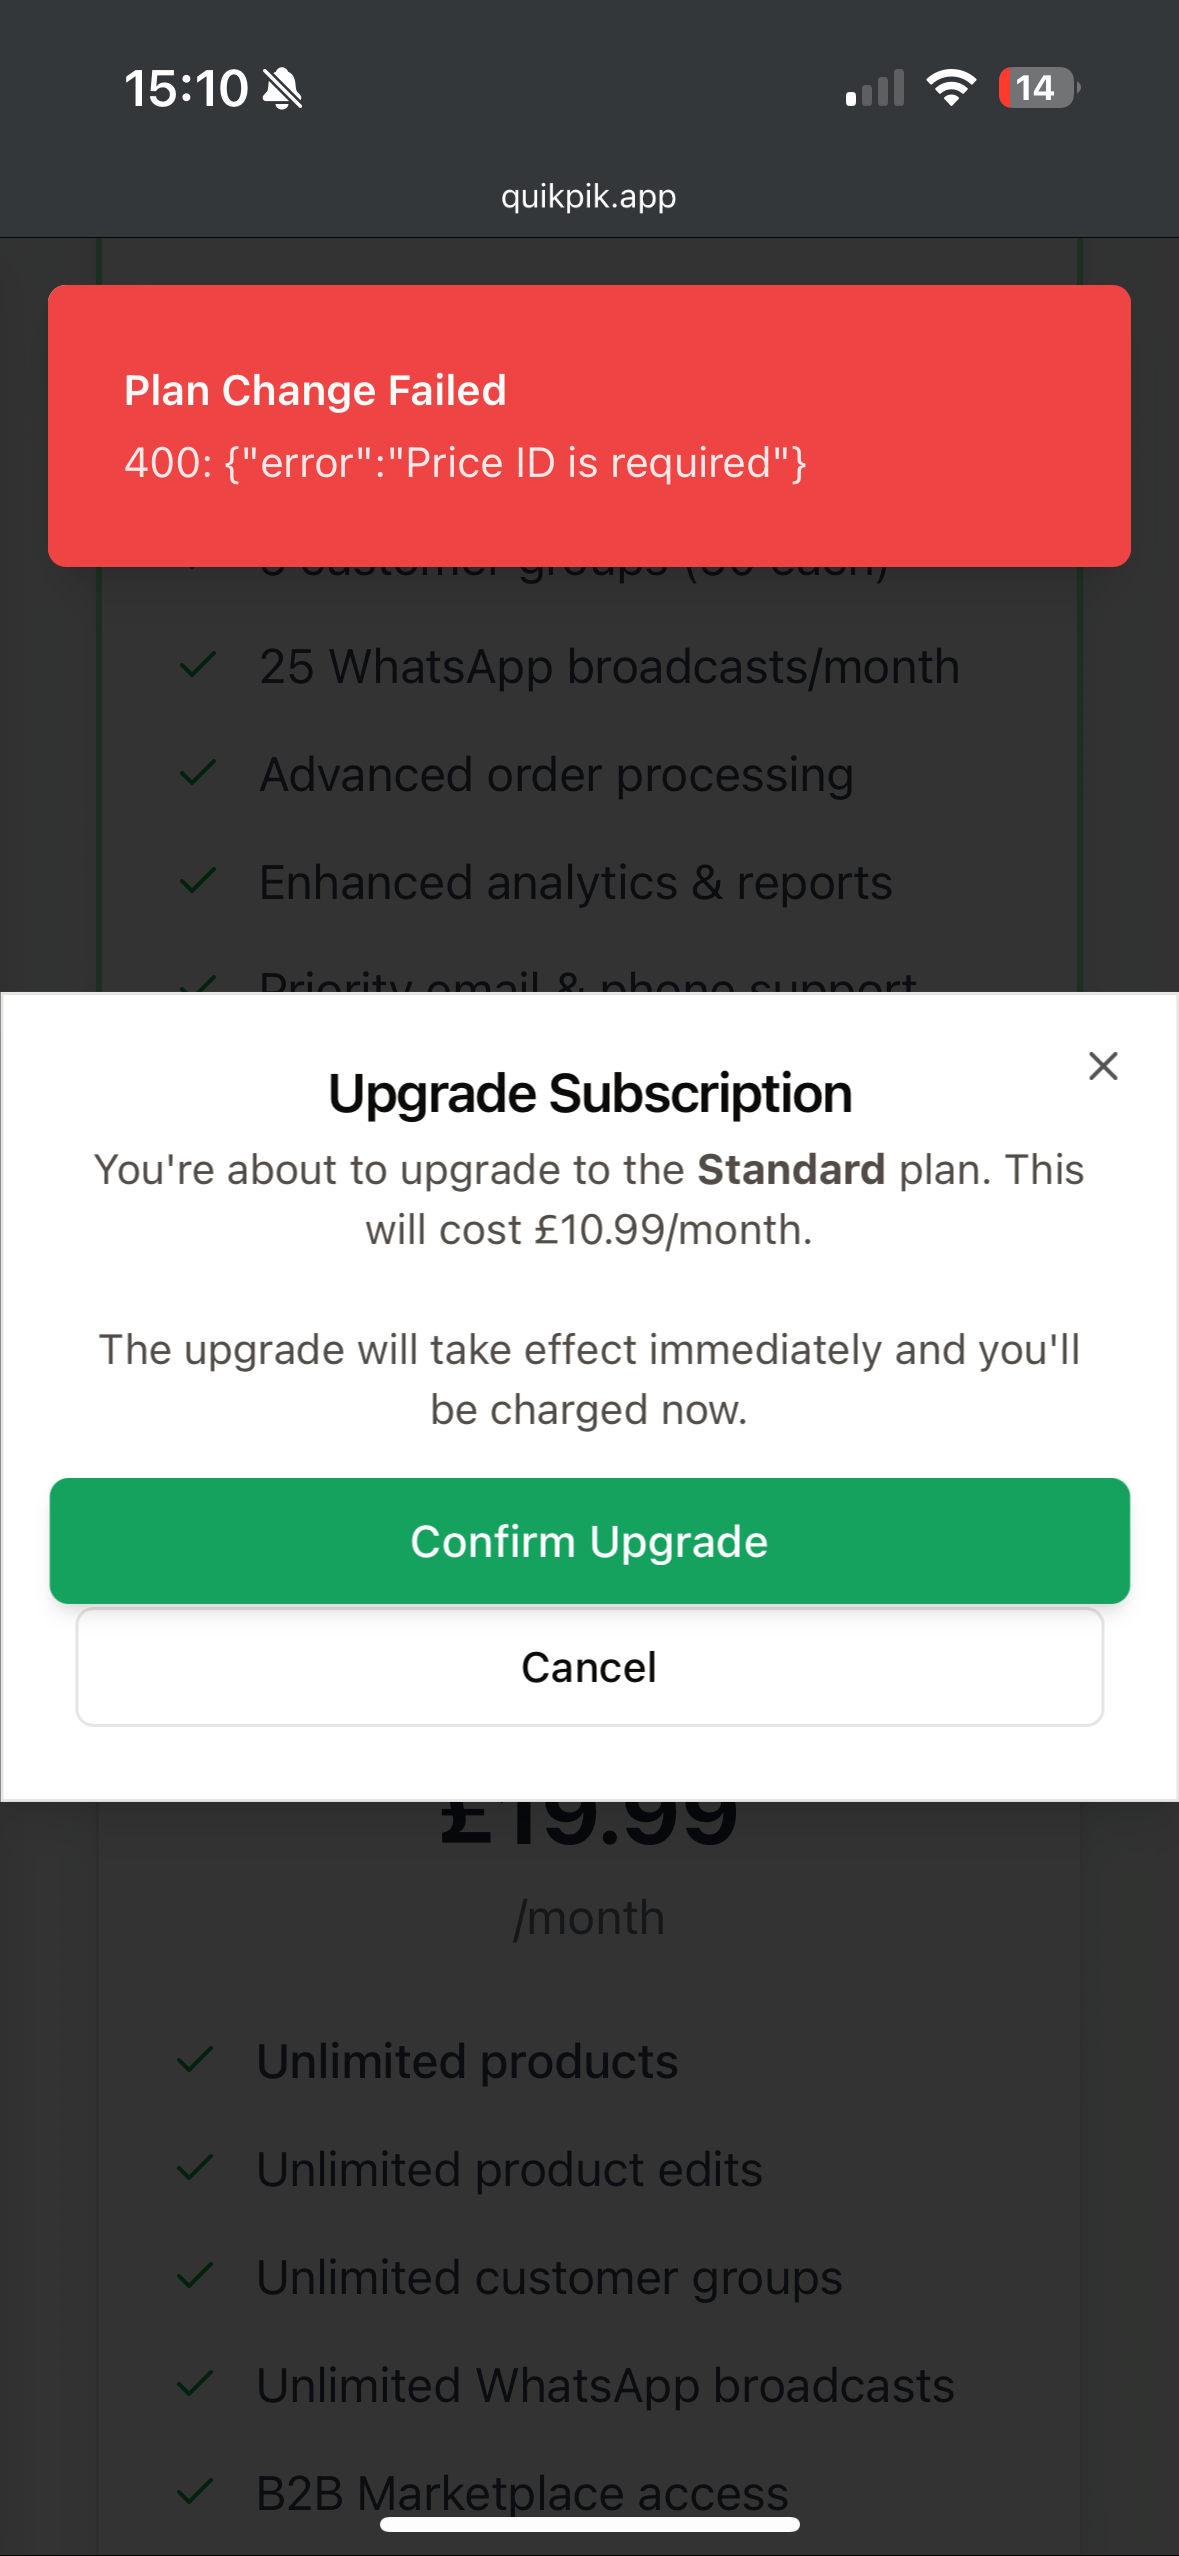 15:10
14
quikpik.app
Plan Change Failed
400: {"error":"Price ID is required"}
25 WhatsApp broadcasts/month
Advanced order processing
Enhanced analytics & reports
Priority email & phone support
Upgrade Subscription
You're about to upgrade to the Standard plan. This
will cost £10.99/month.
The upgrade will take effect immediately and you'll
be charged now.
Confirm Upgrade
Cancel
£19.99
/month
Unlimited products
Unlimited product edits
Unlimited customer groups
Unlimited WhatsApp broadcasts
B2B Marketplace access